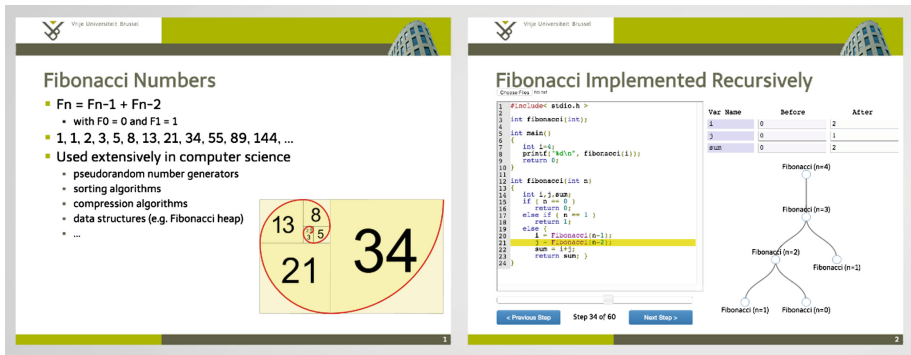 Vrije Universiteit Brussel
Fibonacci Numbers
Fn = Fn-1 + Fn-2
with F0 = 0 and F1 = 1
1, 1, 2, 3, 5, 8, 13, 21, 34, 55, 89, 144, ...
Used extensively in computer science
pseudorandom number generators
sorting algorithms
compression algorithms
data structures (e.g. Fibonacci heap)
...
13
8
5
3
21
34
1
Vrije Universiteit Brussel
Fibonacci Implemented Recursively
Choose Files fib.txt
1 #include< stdio.h >
2
3 int fibonacci(int);
4
5 int main()
6 {
7 int i=4;
8 printf("%d\n", fibonacci(i));
9 return 0;
10 }
11
12 int fibonacci(int n)
13 {
14 int i,j,sum;
15 if ( n == 0 )
16 return 0;
17 else if ( n == 1 )
18 return 1;
19 else {
20 i = Fibonacci(n-1);
21 j = Fibonacci(n-2);
22 sum = i+j;
23 return sum; }
24 }
Var Name Before After
i 0 2
j 0 1
sum 0 2
Fibonacci (n=4)
Fibonacci (n=3)
Fibonacci (n=2)
Fibonacci (n=1)
Fibonacci (n=1) Fibonacci (n=0)
< Previous Step Step 34 of 60 Next Step >
2